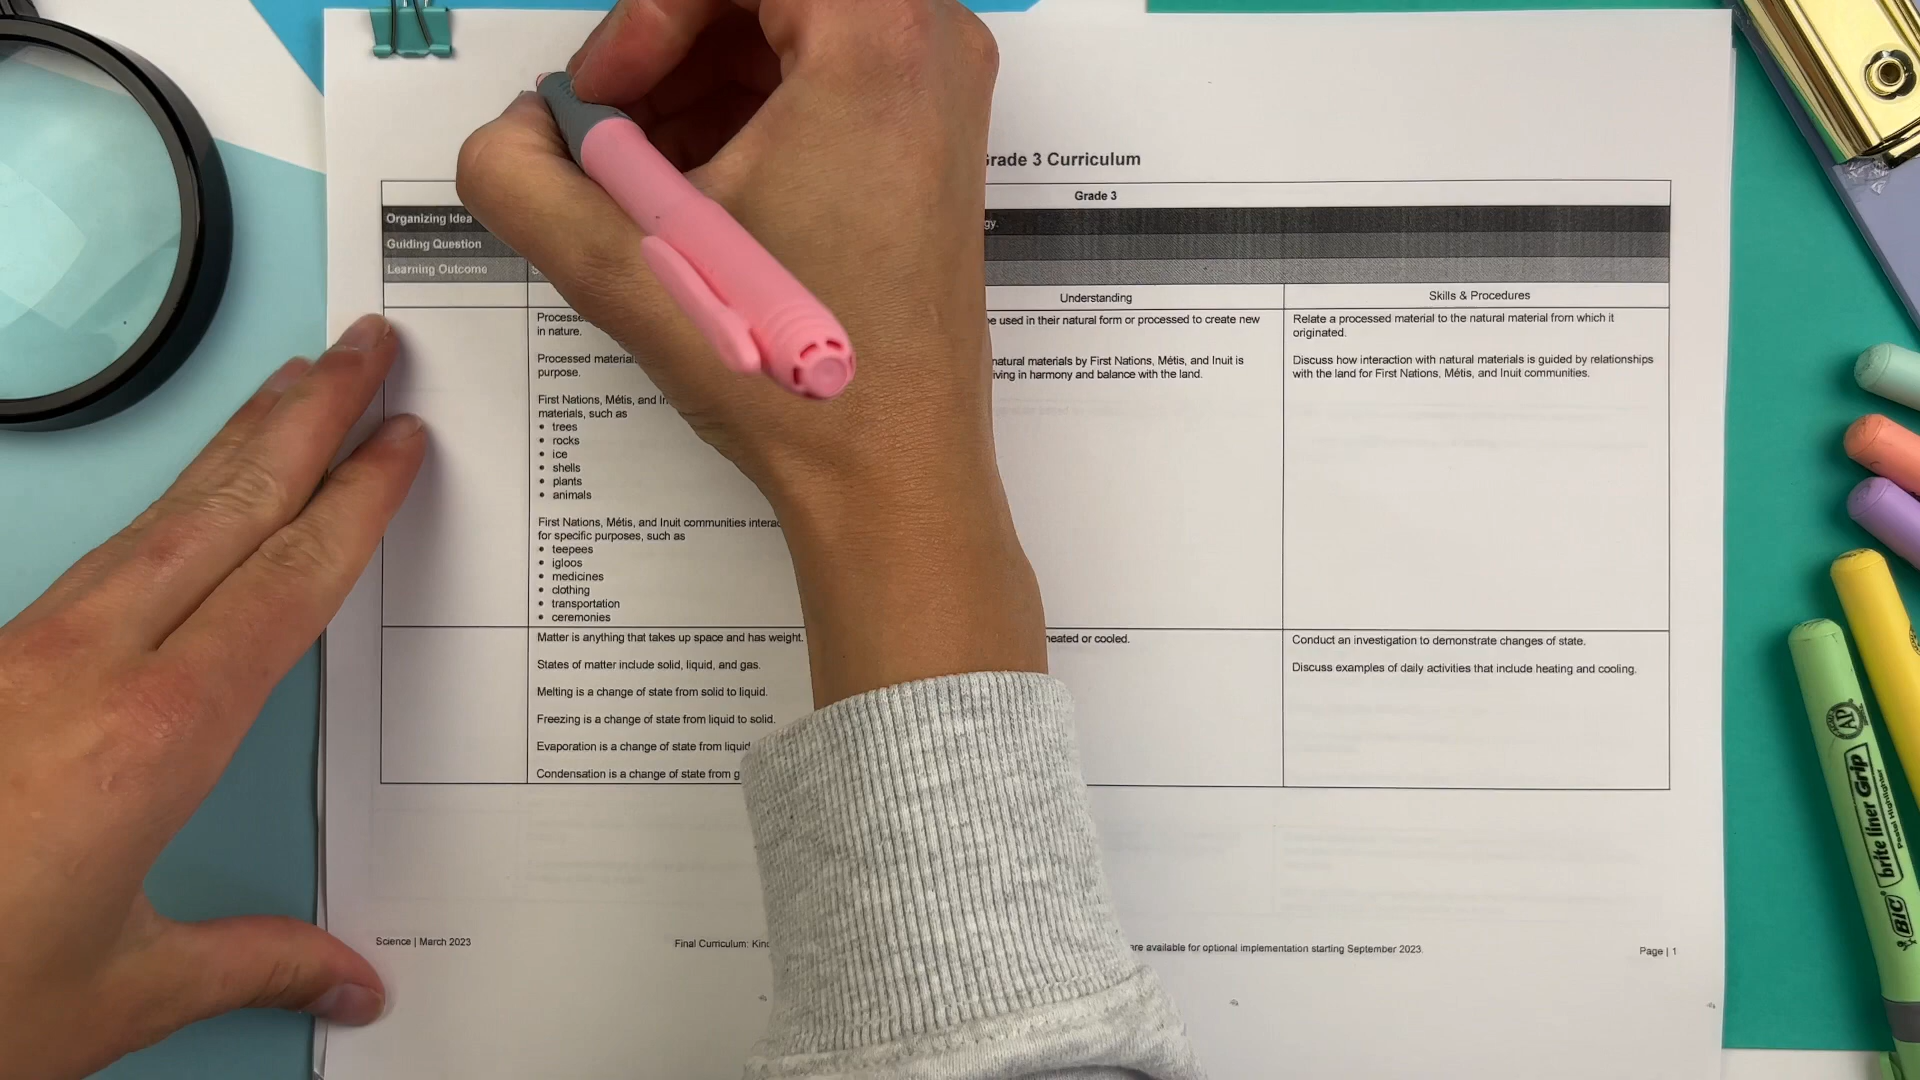 Grade 3 Curriculum
Grade 3
Organizing Idea
gy.
Guiding Question
Learning Outcome
Understanding
Skills & Procedures
in nature.
Processed material
purpose.
First Nations, Métis, and
materials, such as
• trees
• rocks
• ice
• shells
• plants
• animals
First Nations, Métis, and Inuit communities
for specific purposes, such as
• teepees
• igloos
• medicines
• clothing
• transportation
• ceremonies
used in their natural form or processed to create new
natural materials by First Nations, Métis, and Inuit is
in harmony and balance with the land.
Relate a processed material to the natural material from which it
originated.
Discuss how interaction with natural materials is guided by relationships
with the land for First Nations, Métis, and Inuit communities.
Matter is anything that takes up space and has weight.
States of matter include solid, liquid, and gas.
Melting is a change of state from solid to liquid.
Freezing is a change of state from liquid to solid.
Evaporation is a change of state from liquid
Condensation is a change of state from g
heated or cooled.
Conduct an investigation to demonstrate changes of state.
Discuss examples of daily activities that include heating and cooling.
Science | March 2023
Final Curriculum:
are available for optional implementation starting September 2023.
Page | 1
BIC brite liner Grip
Pastel Highlighter
AP